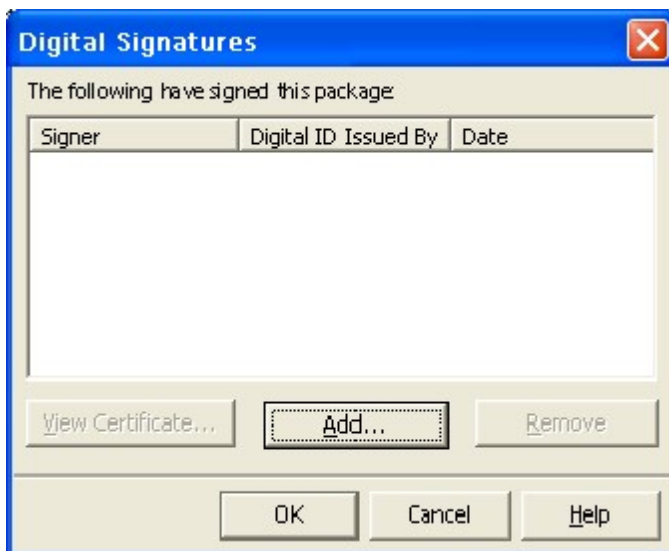 Digital Signatures
The following have signed this package:
Signer Digital ID Issued By Date
View Certificate... Add... Remove
OK Cancel Help